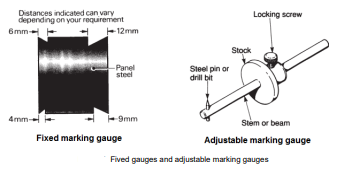 Distances indicated can vary
depending on your requirement
6mm
12mm
Panel
steel
4mm
9mm
Fixed marking gauge
Locking screw
Stock
Steel pin or
drill bit
Stem or beam
Adjustable marking gauge
Fixed gauges and adjustable marking gauges